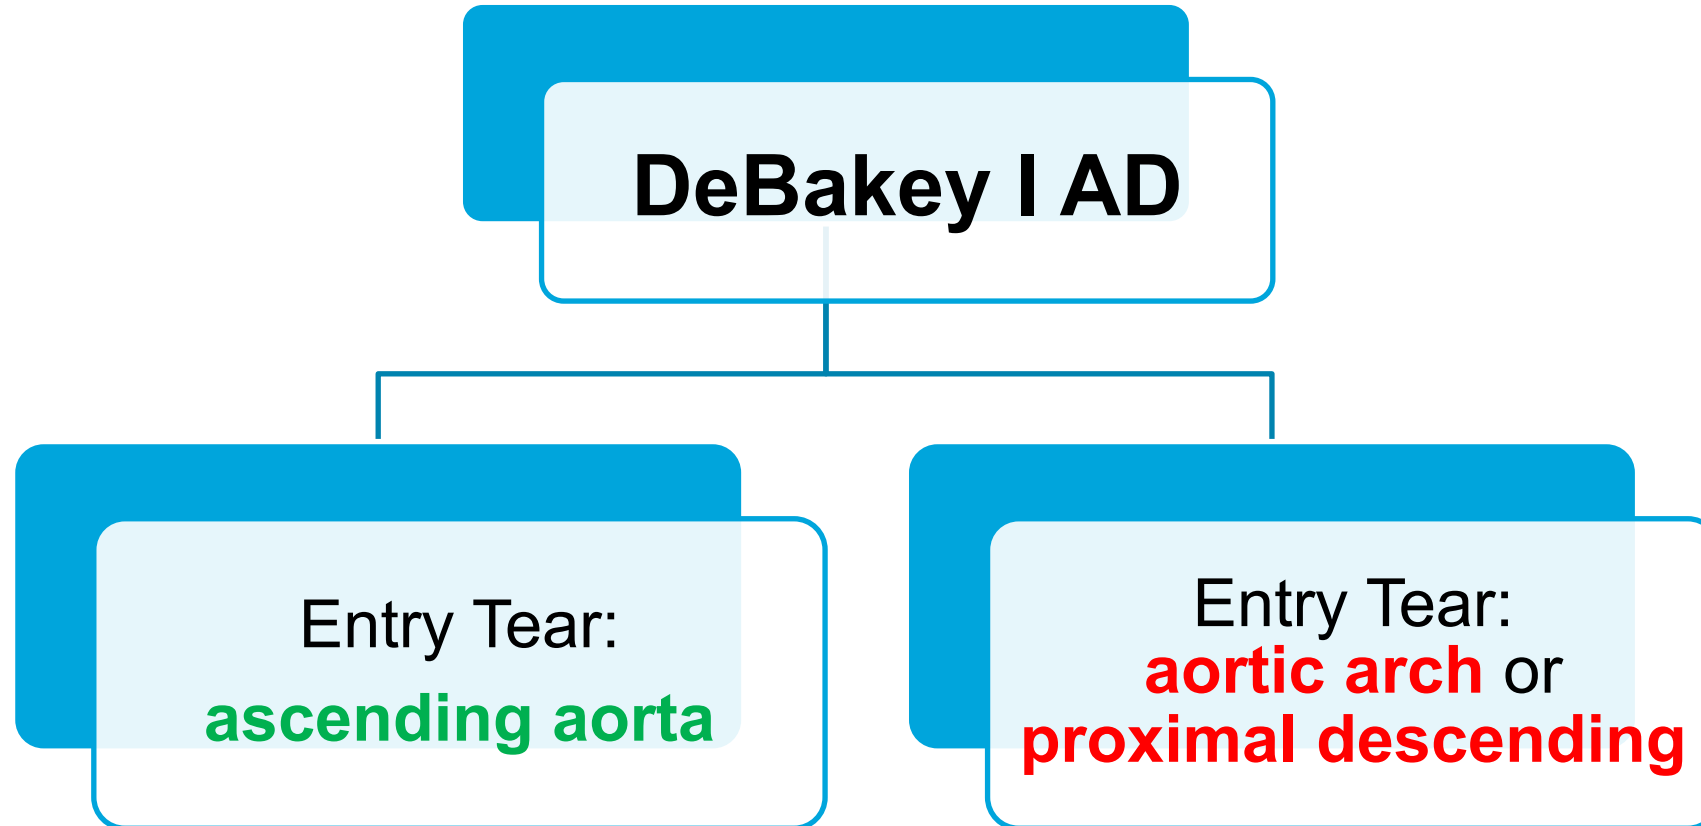 DeBakey I AD
Entry Tear:
ascending aorta
Entry Tear:
aortic arch or
proximal descending